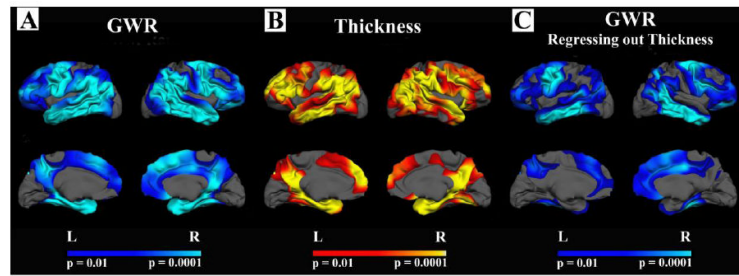 A
GWR
B
Thickness
C
GWR
Regressing out Thickness
L R
p = 0.01 p = 0.0001
L R
p = 0.01 p = 0.0001
L R
p = 0.01 p = 0.0001